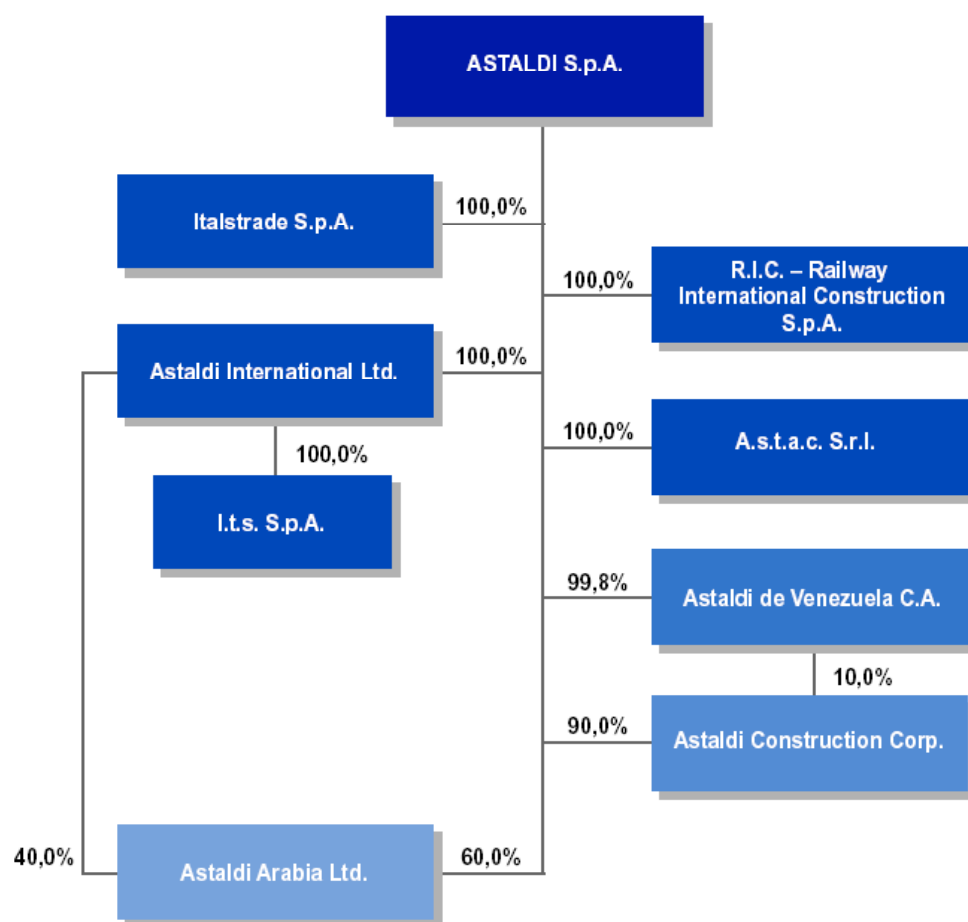 ASTALDI S.p.A.
Italstrade S.p.A.
100,0%
100,0%
R.I.C. – Railway
International Construction
S.p.A.
Astaldi International Ltd.
100,0%
100,0%
A.s.t.a.c. S.r.l.
100,0%
I.t.s. S.p.A.
99,8%
Astaldi de Venezuela C.A.
10,0%
90,0%
Astaldi Construction Corp.
40,0%
Astaldi Arabia Ltd.
60,0%